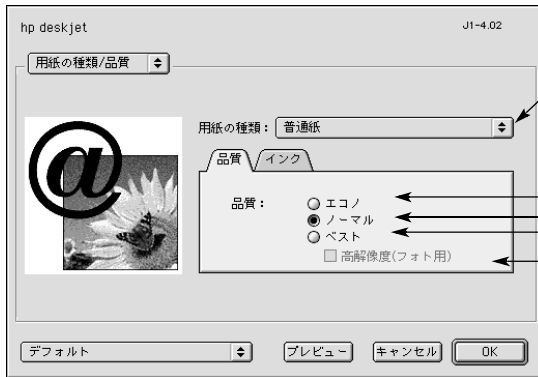 hp deskjet
J1-4.02
用紙の種類/品質
用紙の種類： 普通紙
品質 インク
品質：
エコノ
ノーマル
ベスト
高解像度(フォト用)
デフォルト プレビュー キャンセル OK